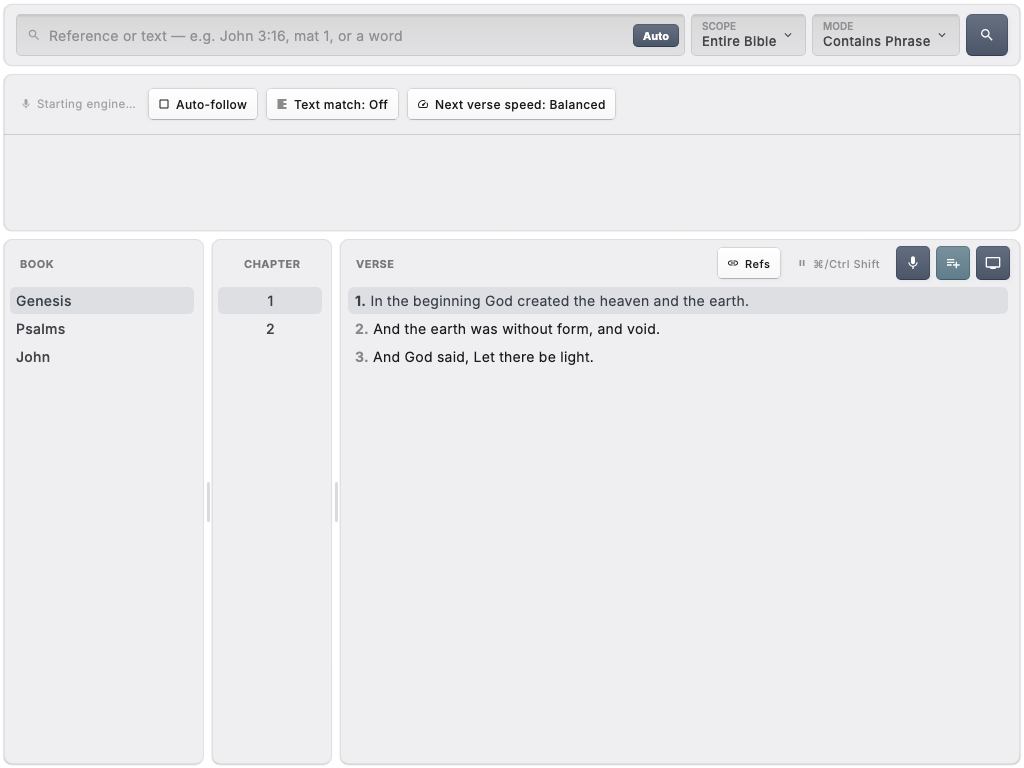 Reference or text — e.g. John 3:16, mat 1, or a word
Auto
SCOPE
Entire Bible
MODE
Contains Phrase
Starting engine...
Auto-follow
Text match: Off
Next verse speed: Balanced
BOOK
Genesis
Psalms
John
CHAPTER
1
2
VERSE
Refs
⌘/Ctrl Shift
1. In the beginning God created the heaven and the earth.
2. And the earth was without form, and void.
3. And God said, Let there be light.